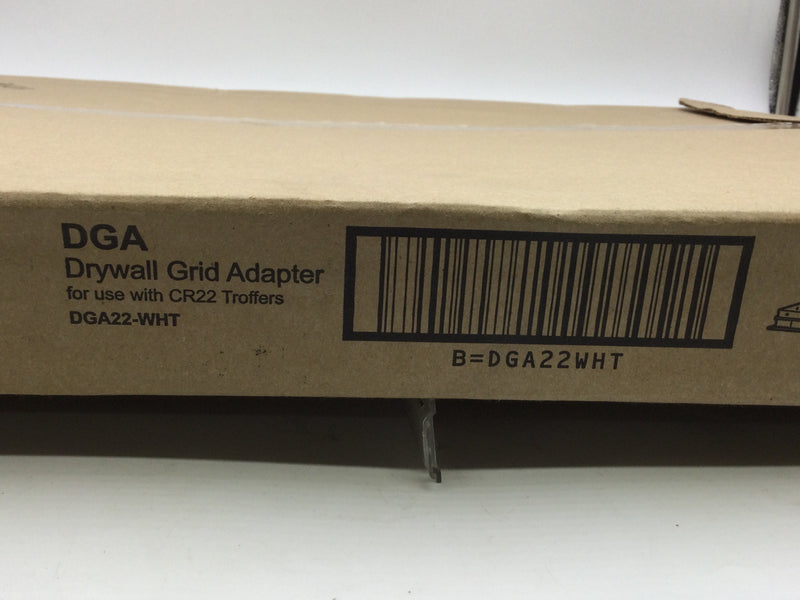 DGA
Drywall Grid Adapter
for use with CR22 Troffers
DGA22-WHT
B=DGA22WHT